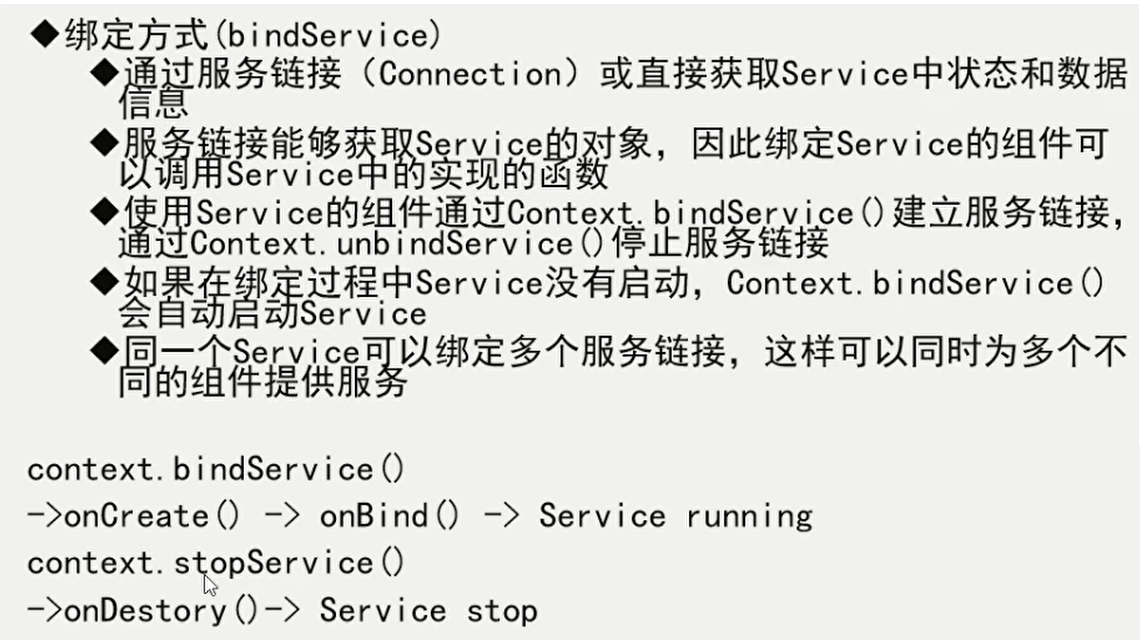 ◆绑定方式(bindService)
◆通过服务链接（Connection）或直接获取Service中状态和数据
信息
◆服务链接能够获取Service的对象，因此绑定Service的组件可
以调用Service中的实现的函数
◆使用Service的组件通过Context.bindService()建立服务链接，
通过Context.unbindService()停止服务链接
◆如果在绑定过程中Service没有启动，Context.bindService()
会自动启动Service
◆同一个Service可以绑定多个服务链接，这样可以同时为多个不
同的组件提供服务
context.bindService()
->onCreate() -> onBind() -> Service running
context.stopService()
->onDestory()-> Service stop